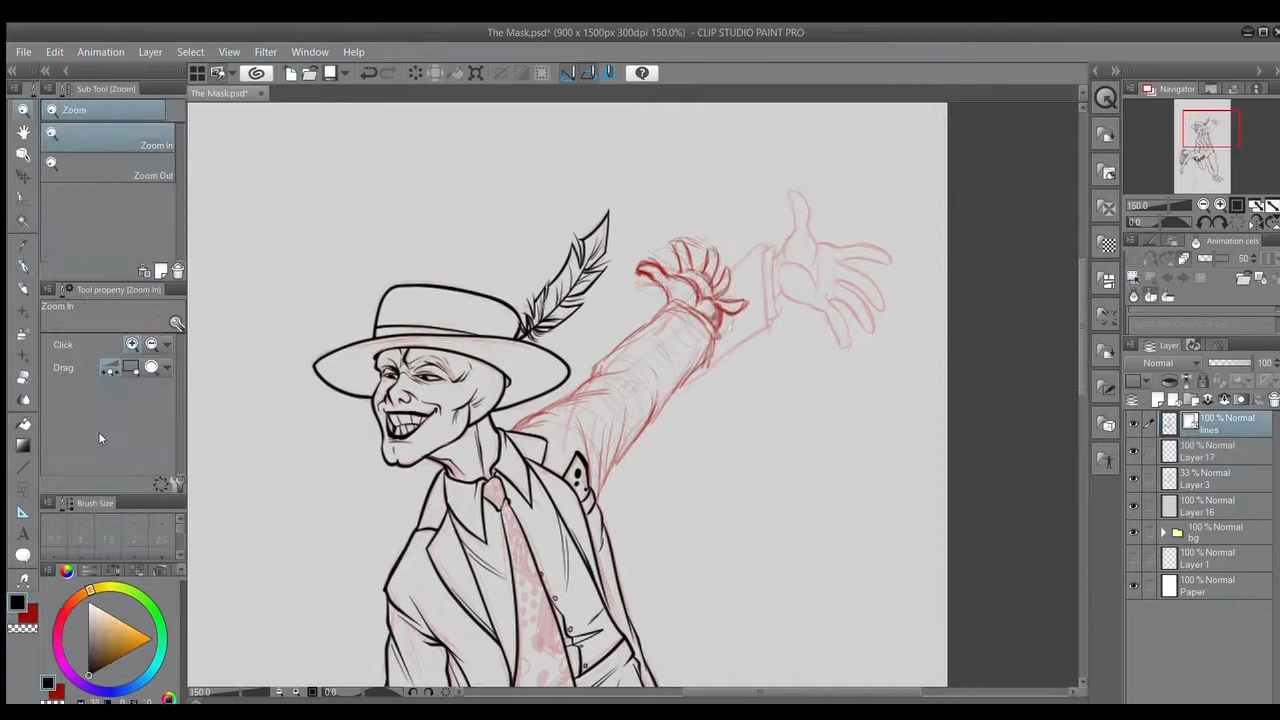 The Mask.psd* (900 x 1500px 300dpi 150.0%) - CLIP STUDIO PAINT PRO
File Edit Animation Layer Select View Filter Window Help
Sub Tool [Zoom]
The Mask.psd*
Navigator
Zoom
Zoom In
Zoom Out
150.0
0.0
Animation cels
50
Tool property [Zoom In]
Zoom In
Click
Drag
Layer
Normal
100
100 % Normal
lines
100 % Normal
Layer 17
33 % Normal
Layer 3
100 % Normal
Layer 16
100 % Normal
bg
100 % Normal
Layer 1
100 % Normal
Paper
Brush Size
150.0
0.0